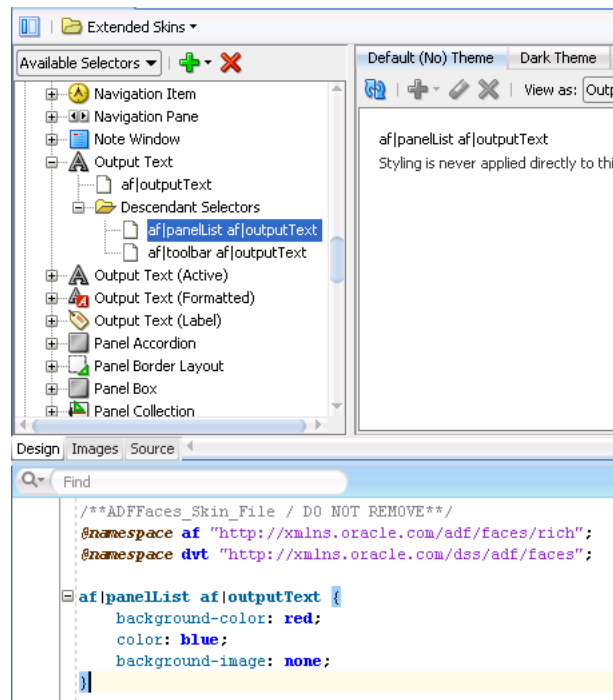 Extended Skins
Available Selectors
Navigation Item
Navigation Pane
Note Window
Output Text
af|outputText
Descendant Selectors
af|panelList af|outputText
af|toolbar af|outputText
Output Text (Active)
Output Text (Formatted)
Output Text (Label)
Panel Accordion
Panel Border Layout
Panel Box
Panel Collection
Default (No) Theme Dark Theme
View as: Outp
af|panelList af|outputText
Styling is never applied directly to thi
Design Images Source
Find
/**ADFFaces_Skin_File / DO NOT REMOVE**/
@namespace af "http://xmlns.oracle.com/adf/faces/rich";
@namespace dvt "http://xmlns.oracle.com/dss/adf/faces";
af|panelList af|outputText {
background-color: red;
color: blue;
background-image: none;
}